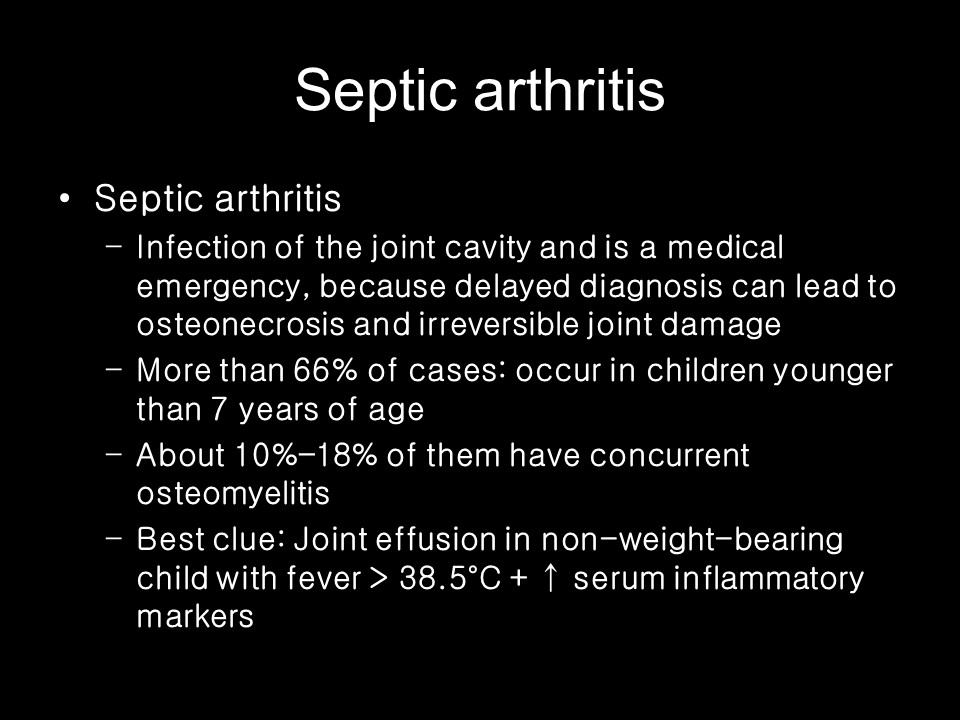 Septic arthritis
• Septic arthritis
– Infection of the joint cavity and is a medical
emergency, because delayed diagnosis can lead to
osteonecrosis and irreversible joint damage
– More than 66% of cases: occur in children younger
than 7 years of age
– About 10%-18% of them have concurrent
osteomyelitis
– Best clue: Joint effusion in non-weight-bearing
child with fever > 38.5°C + ↑ serum inflammatory
markers